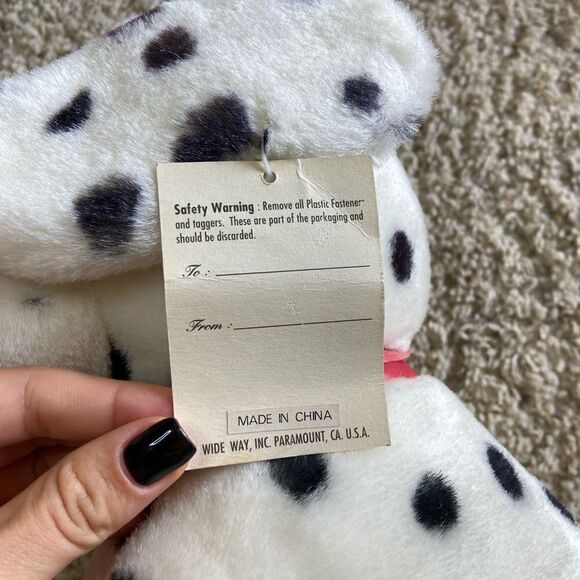 Safety Warning : Remove all Plastic Fastener
and taggers. These are part of the packaging and
should be discarded.
To :
From :
MADE IN CHINA
WIDE WAY, INC. PARAMOUNT, CA. U.S.A.